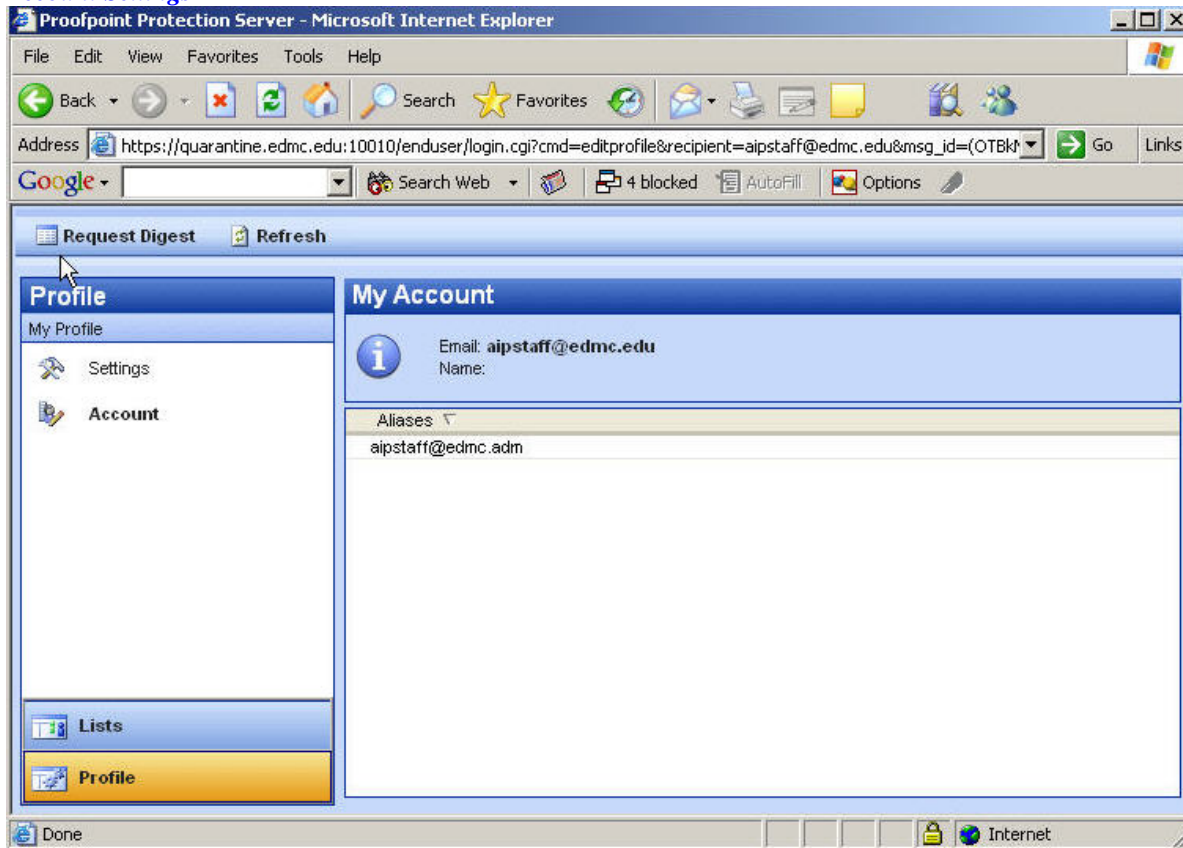 Proofpoint Protection Server - Microsoft Internet Explorer
File Edit View Favorites Tools Help
Back Search Favorites
Address https://quarantine.edmc.edu:10010/enduser/login.cgi?cmd=editprofile&recipient=aipstaff@edmc.edu&msg_id= Go Links
Google Search Web 4 blocked AutoFill Options
Request Digest Refresh
Profile
My Profile
Settings
Account
Lists
Profile
My Account
Email: aipstaff@edmc.edu
Name:
Aliases
aipstaff@edmc.adm
Done Internet